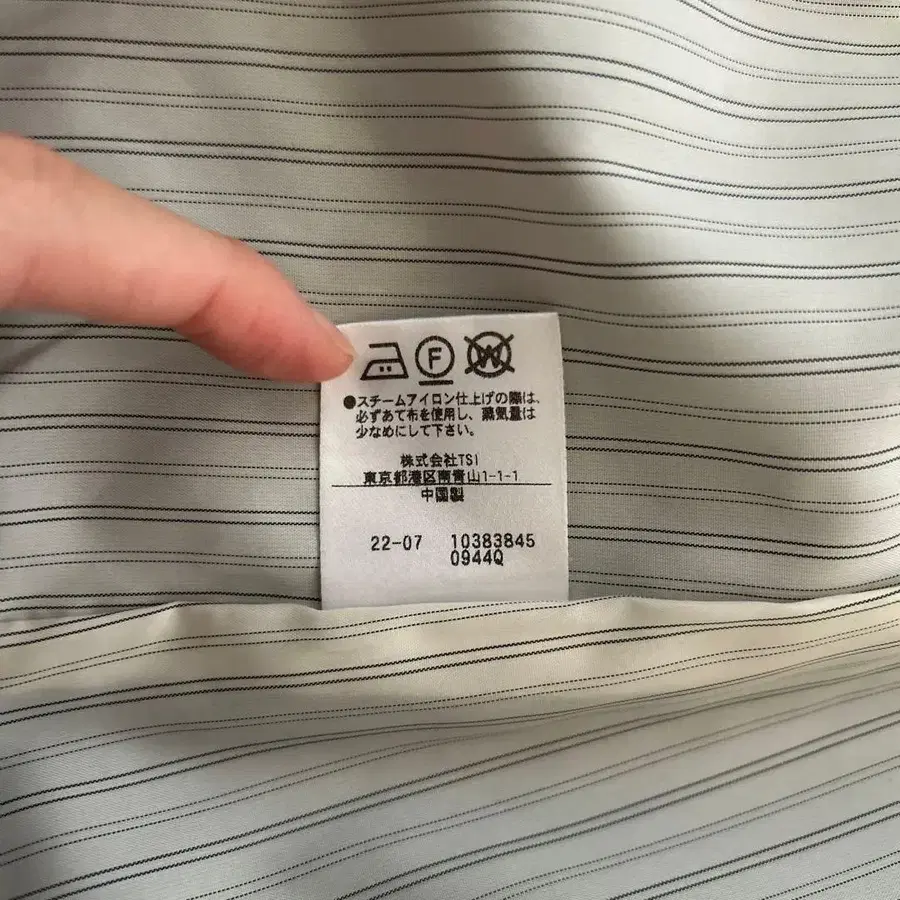 F W
●スチームアイロン仕上げの際は、
必ずあて布を使用し、蒸気量は
少なめにして下さい。
株式会社TSI
東京都港区南青山1-1-1
中国製
22-07 10383845
0944Q